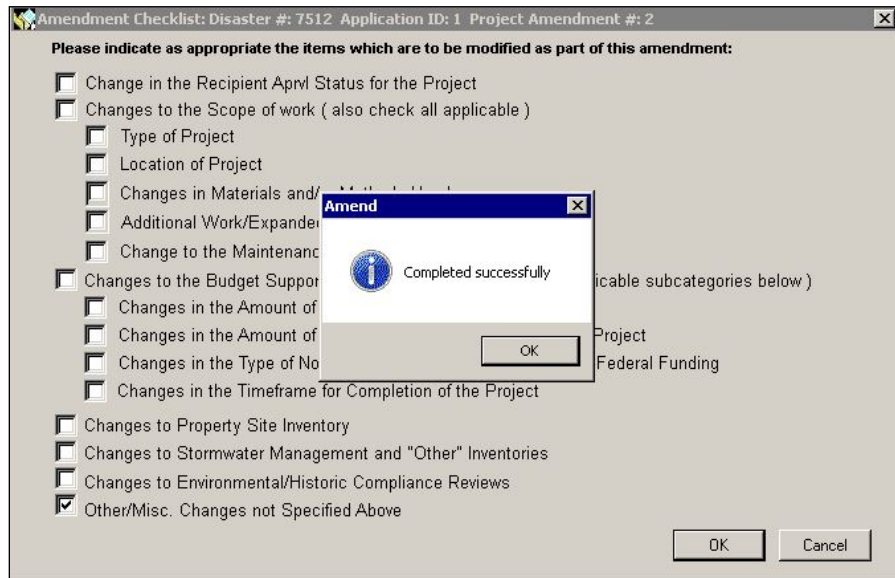 Amendment Checklist: Disaster #: 7512 Application ID: 1 Project Amendment #: 2
Please indicate as appropriate the items which are to be modified as part of this amendment:
Change in the Recipient Aprvl Status for the Project
Changes to the Scope of work ( also check all applicable )
Type of Project
Location of Project
Changes in Materials and/
Additional Work/Expanded
Change to the Maintenanc
Changes to the Budget Suppor
icable subcategories below )
Changes in the Amount of
Changes in the Amount of
Project
Changes in the Type of No
Federal Funding
Changes in the Timeframe for Completion of the Project
Changes to Property Site Inventory
Changes to Stormwater Management and "Other" Inventories
Changes to Environmental/Historic Compliance Reviews
Other/Misc. Changes not Specified Above
OK
Cancel
Amend
Completed successfully
OK